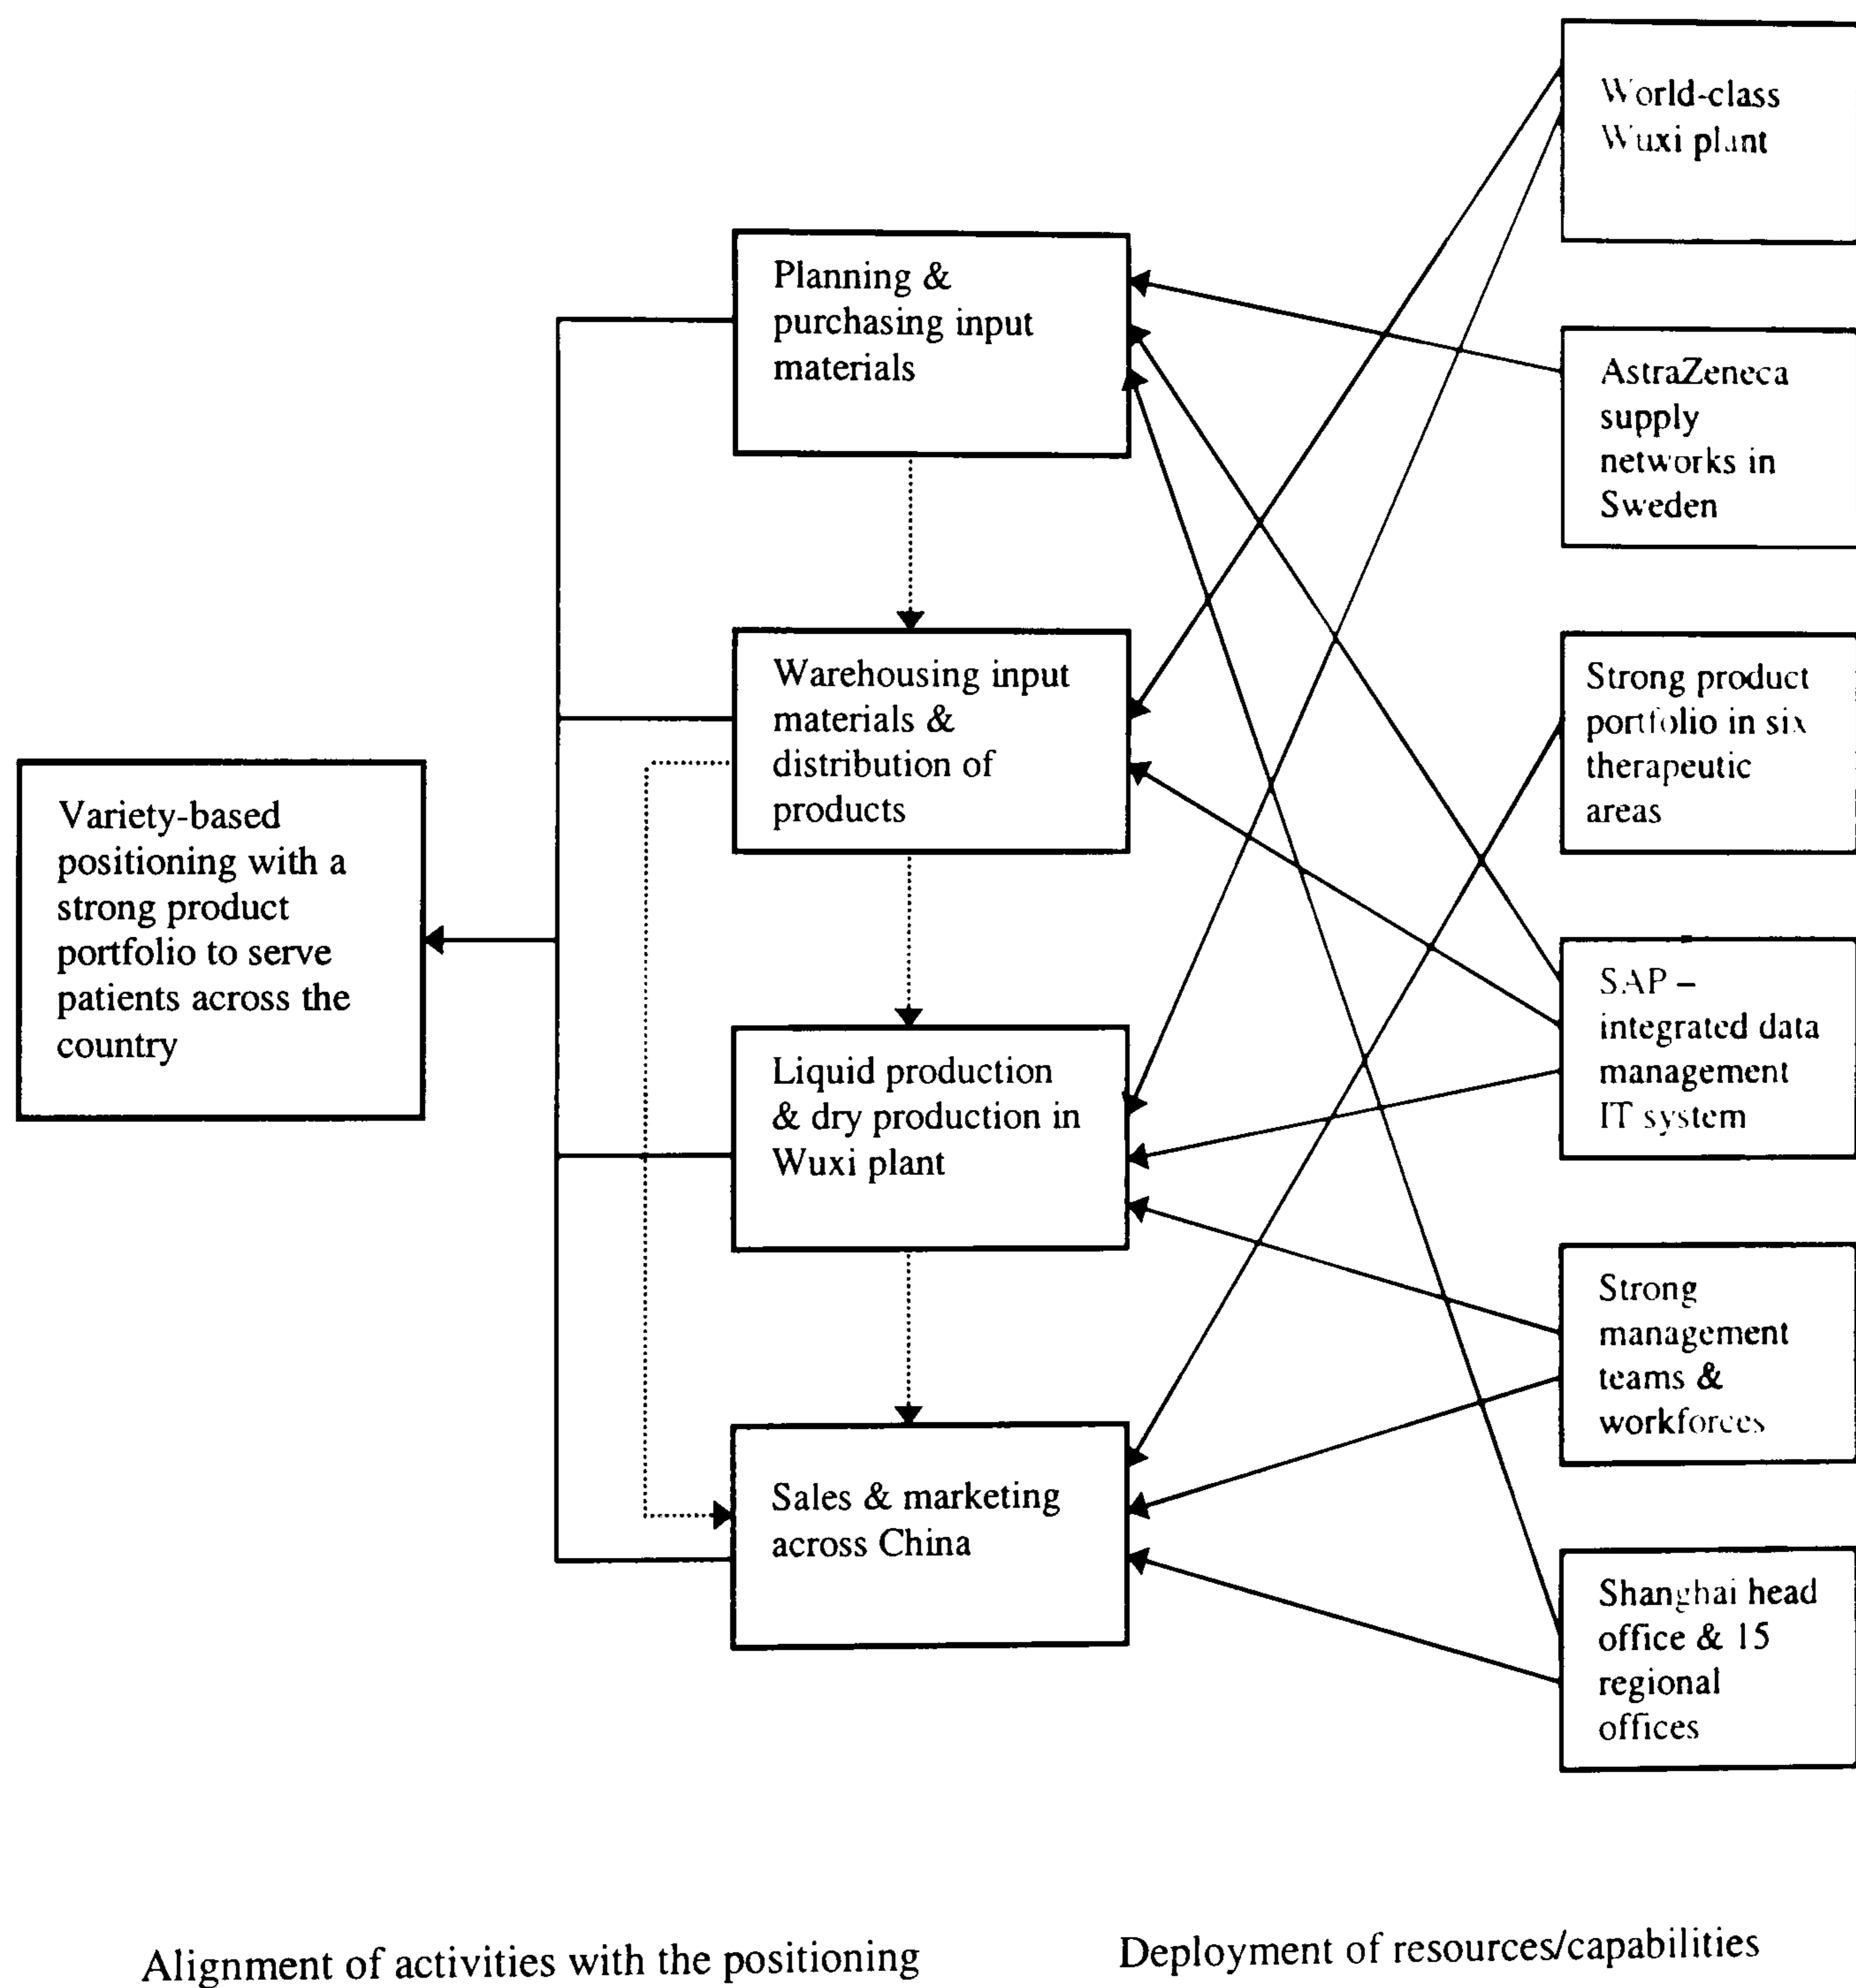 Variety-based
positioning with a
strong product
portfolio to serve
patients across the
country
Planning &
purchasing input
materials
Warehousing input
materials &
distribution of
products
Liquid production
& dry production in
Wuxi plant
Sales & marketing
across China
World-class
Wuxi plant
AstraZeneca
supply
networks in
Sweden
Strong product
portfolio in six
therapeutic
areas
SAP –
integrated data
management
IT system
Strong
management
teams &
workforces
Shanghai head
office & 15
regional
offices
Alignment of activities with the positioning
Deployment of resources/capabilities